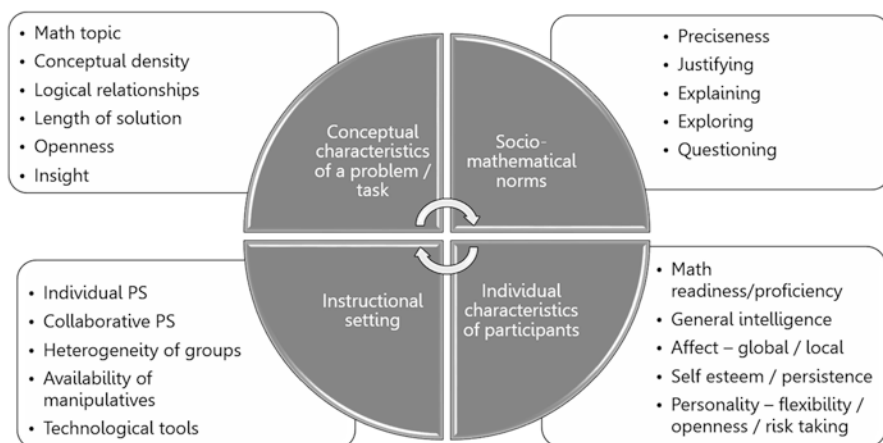 • Math topic
• Conceptual density
• Logical relationships
• Length of solution
• Openness
• Insight
Conceptual
characteristics
of a problem /
task
Socio-
mathematical
norms
• Preciseness
• Justifying
• Explaining
• Exploring
• Questioning
• Individual PS
• Collaborative PS
• Heterogeneity of groups
• Availability of
manipulatives
• Technological tools
Instructional
setting
Individual
characteristics
of participants
• Math
readiness/proficiency
• General intelligence
• Affect – global / local
• Self esteem / persistence
• Personality – flexibility /
openness / risk taking